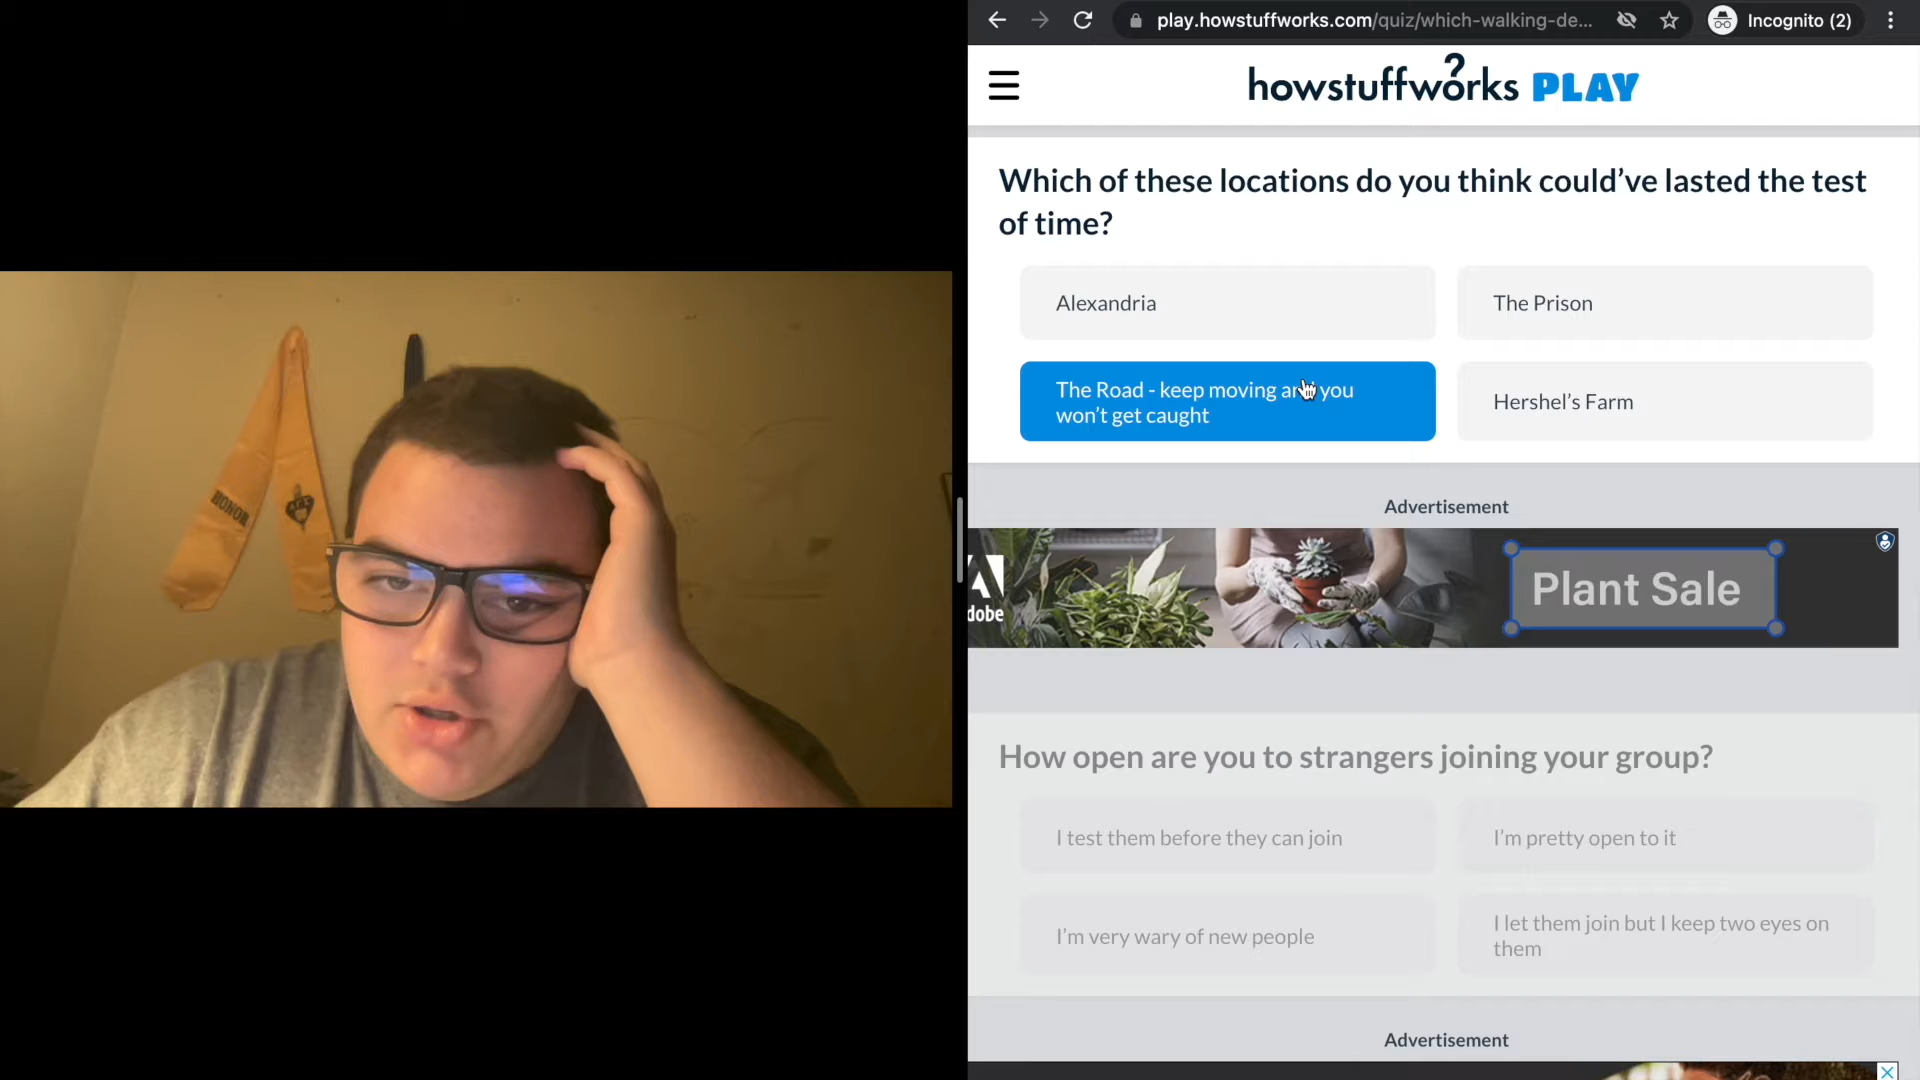 play.howstuffworks.com/quiz/which-walking-de...
Incognito (2)
howstuffworks PLAY
Which of these locations do you think could’ve lasted the test
of time?
Alexandria
The Prison
The Road - keep moving and you
won’t get caught
Hershel’s Farm
Advertisement
dobe
Plant Sale
HONOR
How open are you to strangers joining your group?
I test them before they can join
I’m pretty open to it
I’m very wary of new people
I let them join but I keep two eyes on
them
Advertisement